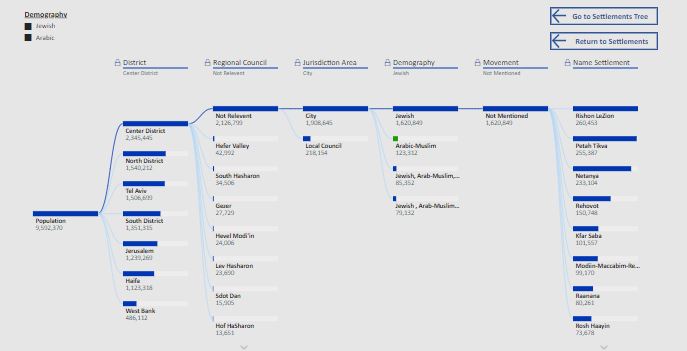 Demography
Jewish
Arabic
Go to Settlements Tree
Return to Settlements
District
Center District
Regional Council
Not Relevent
Jurisdiction Area
City
Demography
Jewish
Movement
Not Mentioned
Name Settlement
Population
9,592,370
Center District
2,345,445
North District
1,540,212
Tel Aviv
1,506,699
South District
1,351,315
Jerusalem
1,239,269
Haifa
1,123,318
West Bank
486,112
Not Relevent
2,126,799
Hefer Valley
42,992
South Hasharon
34,506
Gezer
27,729
Hevel Modi'in
24,006
Lev Hasharon
23,690
Sdot Dan
15,905
Hof HaSharon
13,651
City
1,908,645
Local Council
218,154
Jewish
1,620,849
Arabic-Muslim
123,312
Jewish, Arab-Muslim,...
85,352
Jewish , Arab-Muslim...
79,132
Not Mentioned
1,620,849
Rishon LeZion
260,453
Petah Tikva
255,387
Netanya
233,104
Rehovot
150,748
Kfar Saba
101,557
Modiin-Maccabim-Re...
99,170
Raanana
80,261
Rosh Haayin
73,678